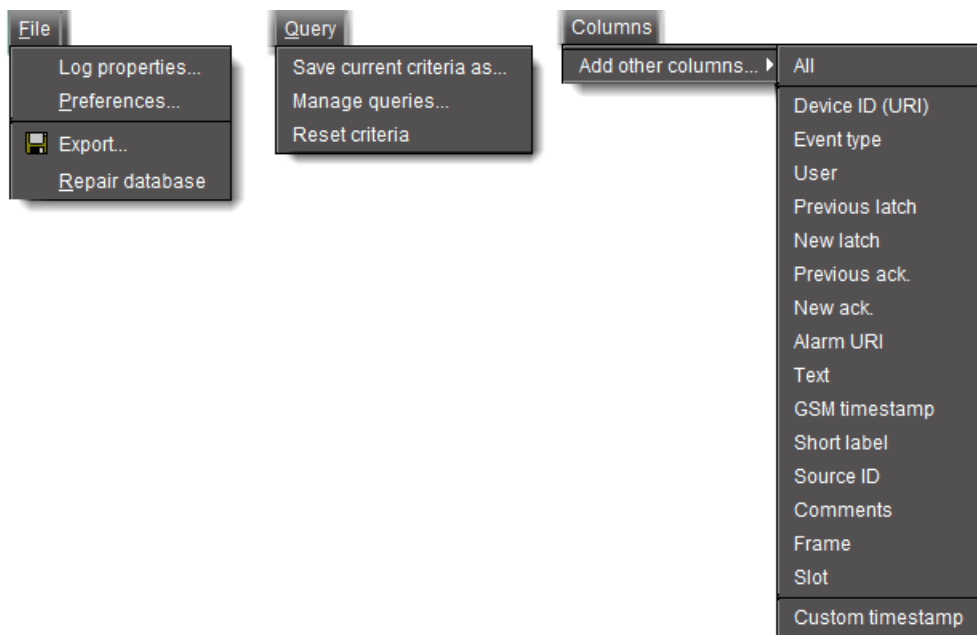 File
Log properties...
Preferences...
Export...
Repair database
Query
Save current criteria as...
Manage queries...
Reset criteria
Columns
Add other columns...
All
Device ID (URI)
Event type
User
Previous latch
New latch
Previous ack.
New ack.
Alarm URI
Text
GSM timestamp
Short label
Source ID
Comments
Frame
Slot
Custom timestamp